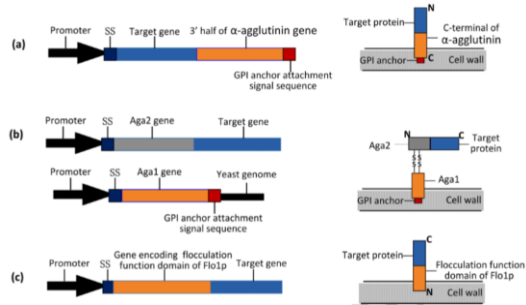 (a)
Promoter SS Target gene 3' half of α-agglutinin gene
GPI anchor attachment
signal sequence
N
Target protein
C-terminal of
α-agglutinin
GPI anchor C Cell wall
(b)
Promoter SS Aga2 gene Target gene
Promoter SS Aga1 gene Yeast genome
GPI anchor attachment
signal sequence
N C
Aga2 Target
protein
S S
S S
Aga1
GPI anchor Cell wall
(c)
Promoter SS Gene encoding flocculation
function domain of Flo1p Target gene
C
Target protein
Flocculation function
domain of Flo1p
N Cell wall